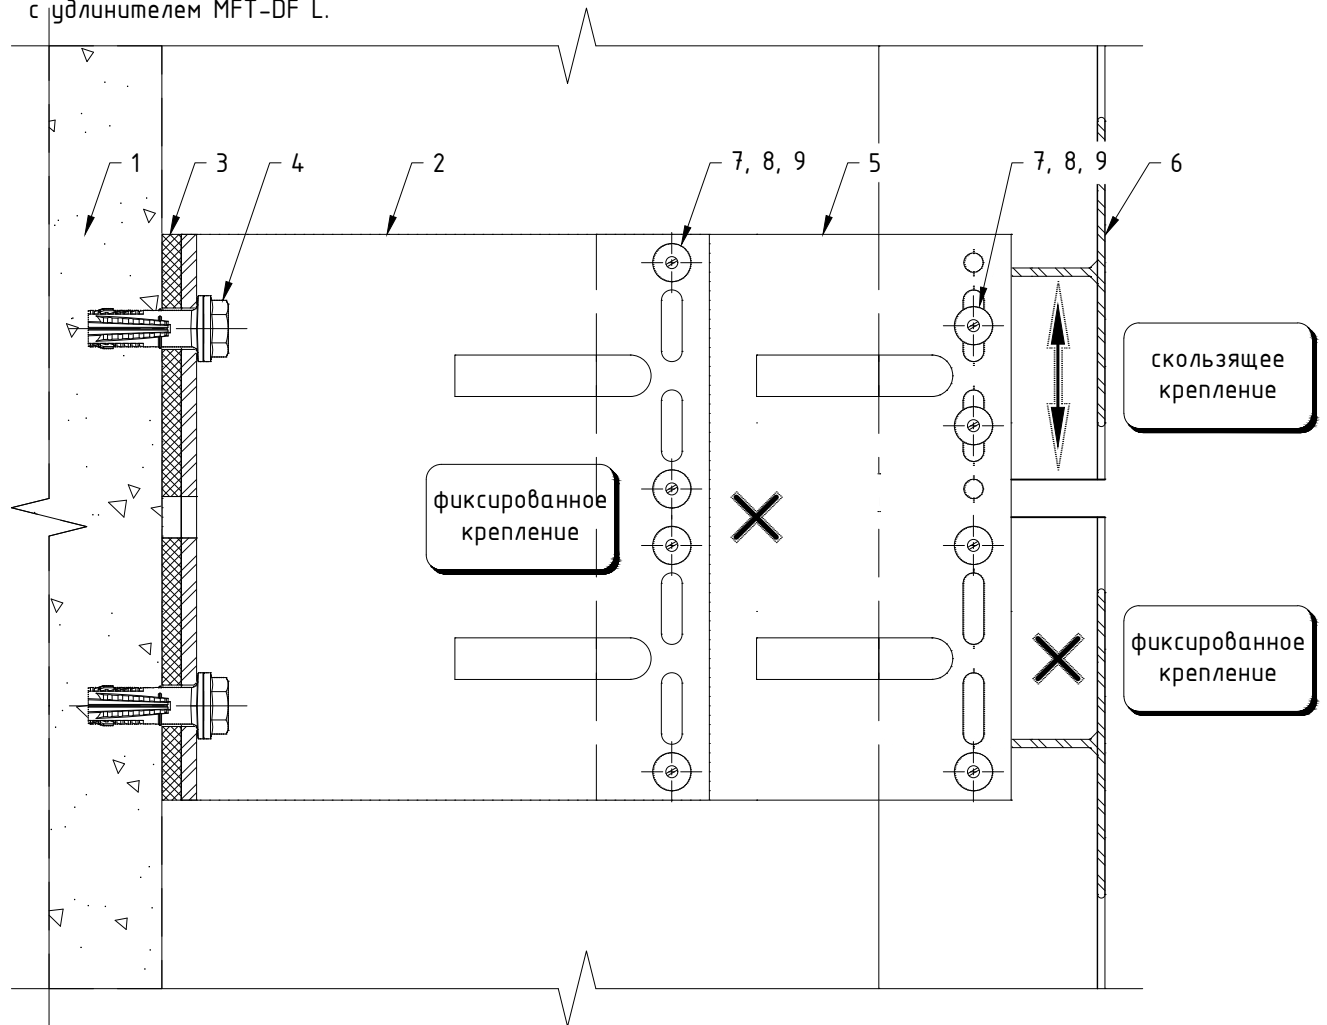 с удлинителем MFT-DF L.
1
3
4
2
7, 8, 9
5
7, 8, 9
6
скользящее
крепление
фиксированное
крепление
фиксированное
крепление